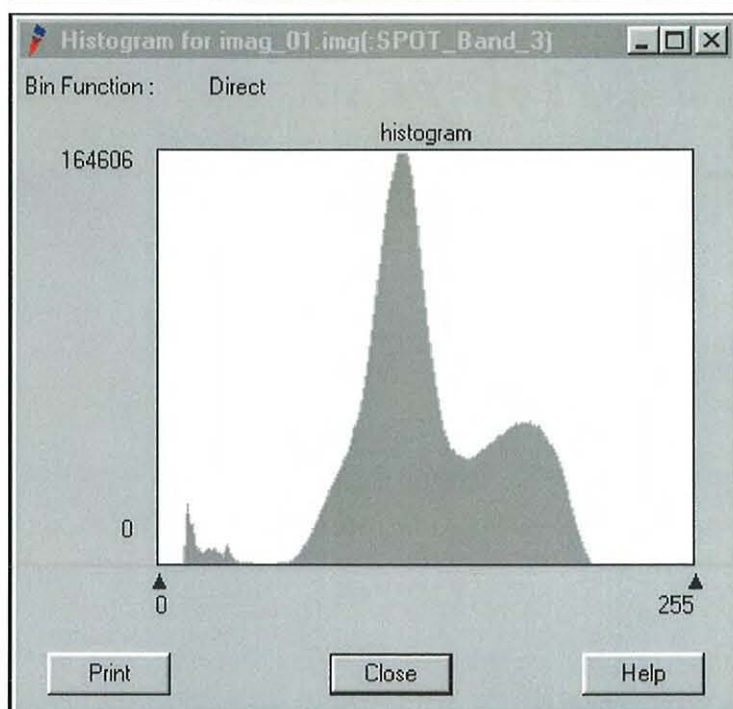 Histogram for imag_01.img(:SPOT_Band_3)
Bin Function : Direct
histogram
164606
0
0 255
Print Close Help